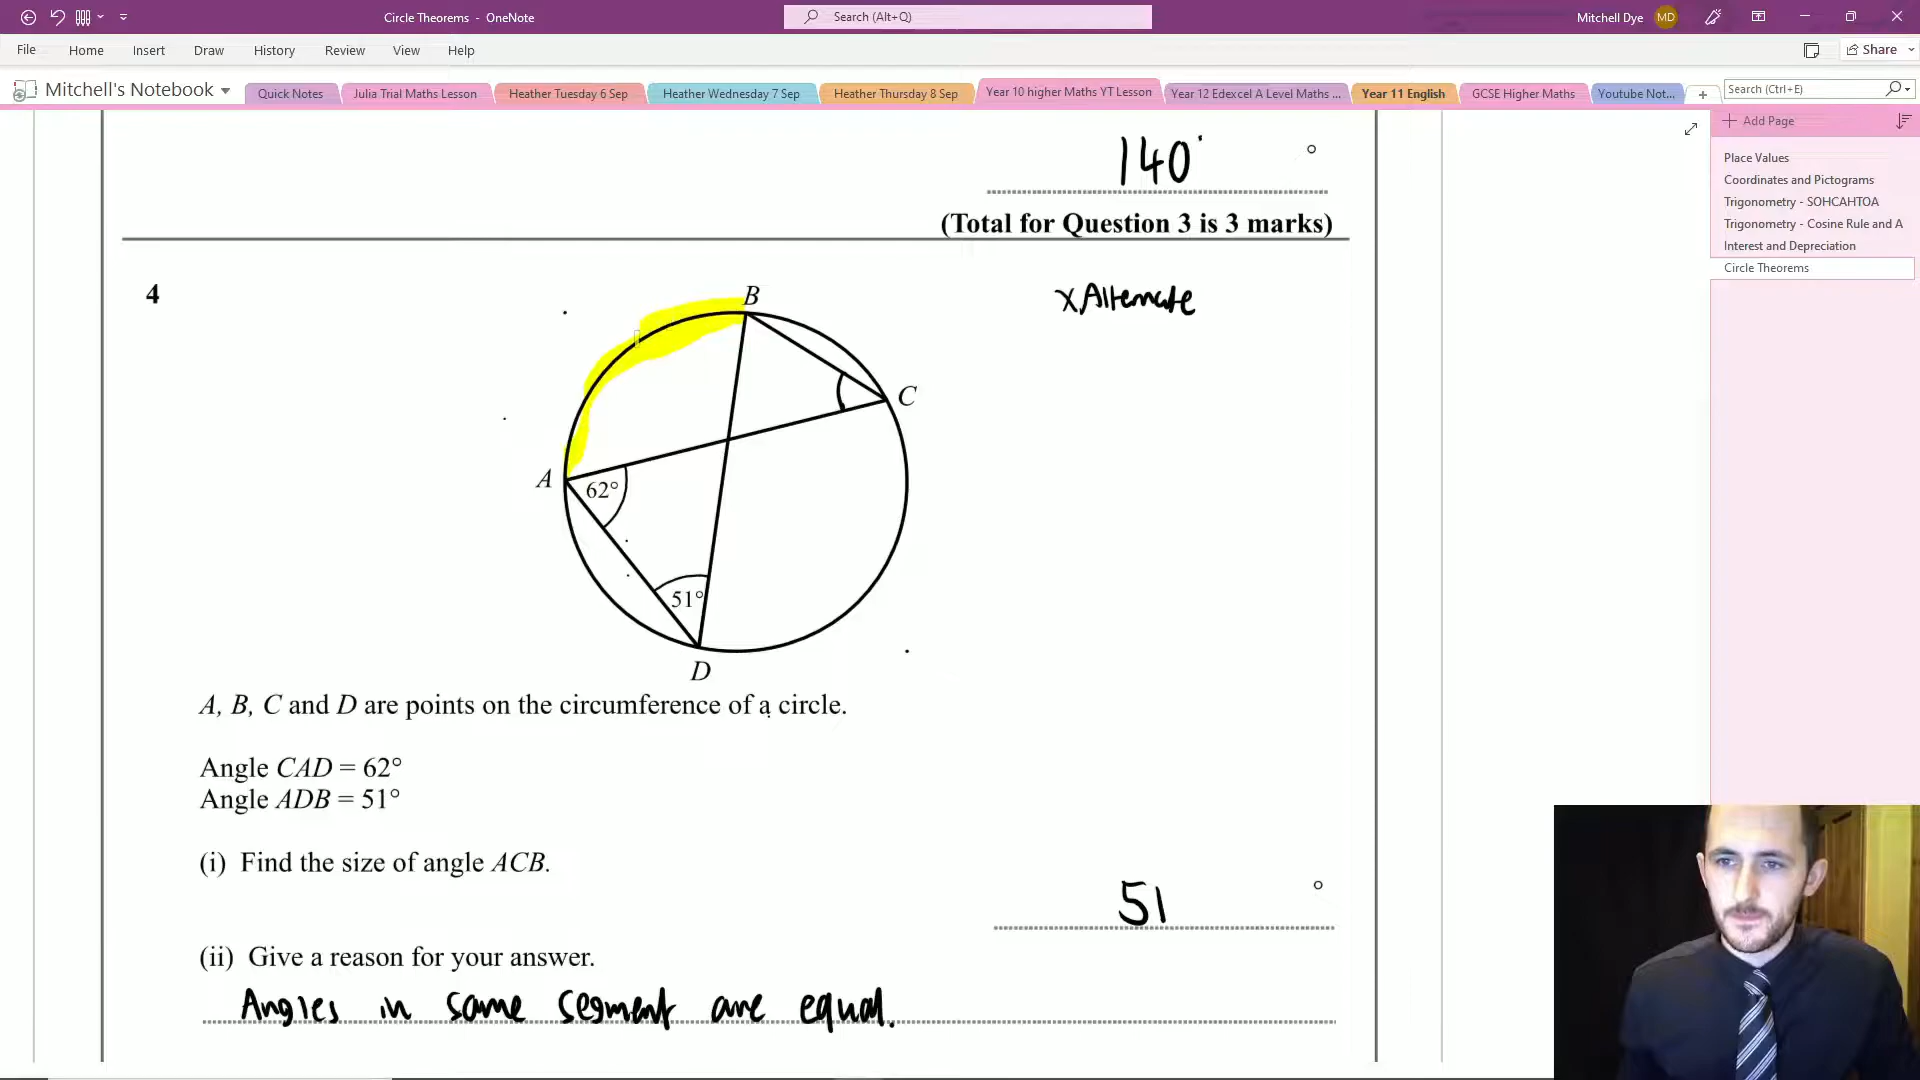 Circle Theorems - OneNote
Search (Alt+Q)
Mitchell Dye
MD
File Home Insert Draw History Review View Help
Share
Mitchell's Notebook
Quick Notes
Julia Trial Maths Lesson
Heather Tuesday 6 Sep
Heather Wednesday 7 Sep
Heather Thursday 8 Sep
Year 10 higher Maths YT Lesson
Year 12 Edexcel A Level Maths ...
Year 11 English
GCSE Higher Maths
Youtube Not...
Search (Ctrl+E)
Add Page
Place Values
Coordinates and Pictograms
Trigonometry - SOHCAHTOA
Trigonometry - Cosine Rule and A
Interest and Depreciation
Circle Theorems
140 °
(Total for Question 3 is 3 marks)
4
xAlternate
B
C
A
62°
51°
D
A, B, C and D are points on the circumference of a circle.
Angle CAD = 62°
Angle ADB = 51°
(i) Find the size of angle ACB.
51 °
(ii) Give a reason for your answer.
Angles in same segment are equal.